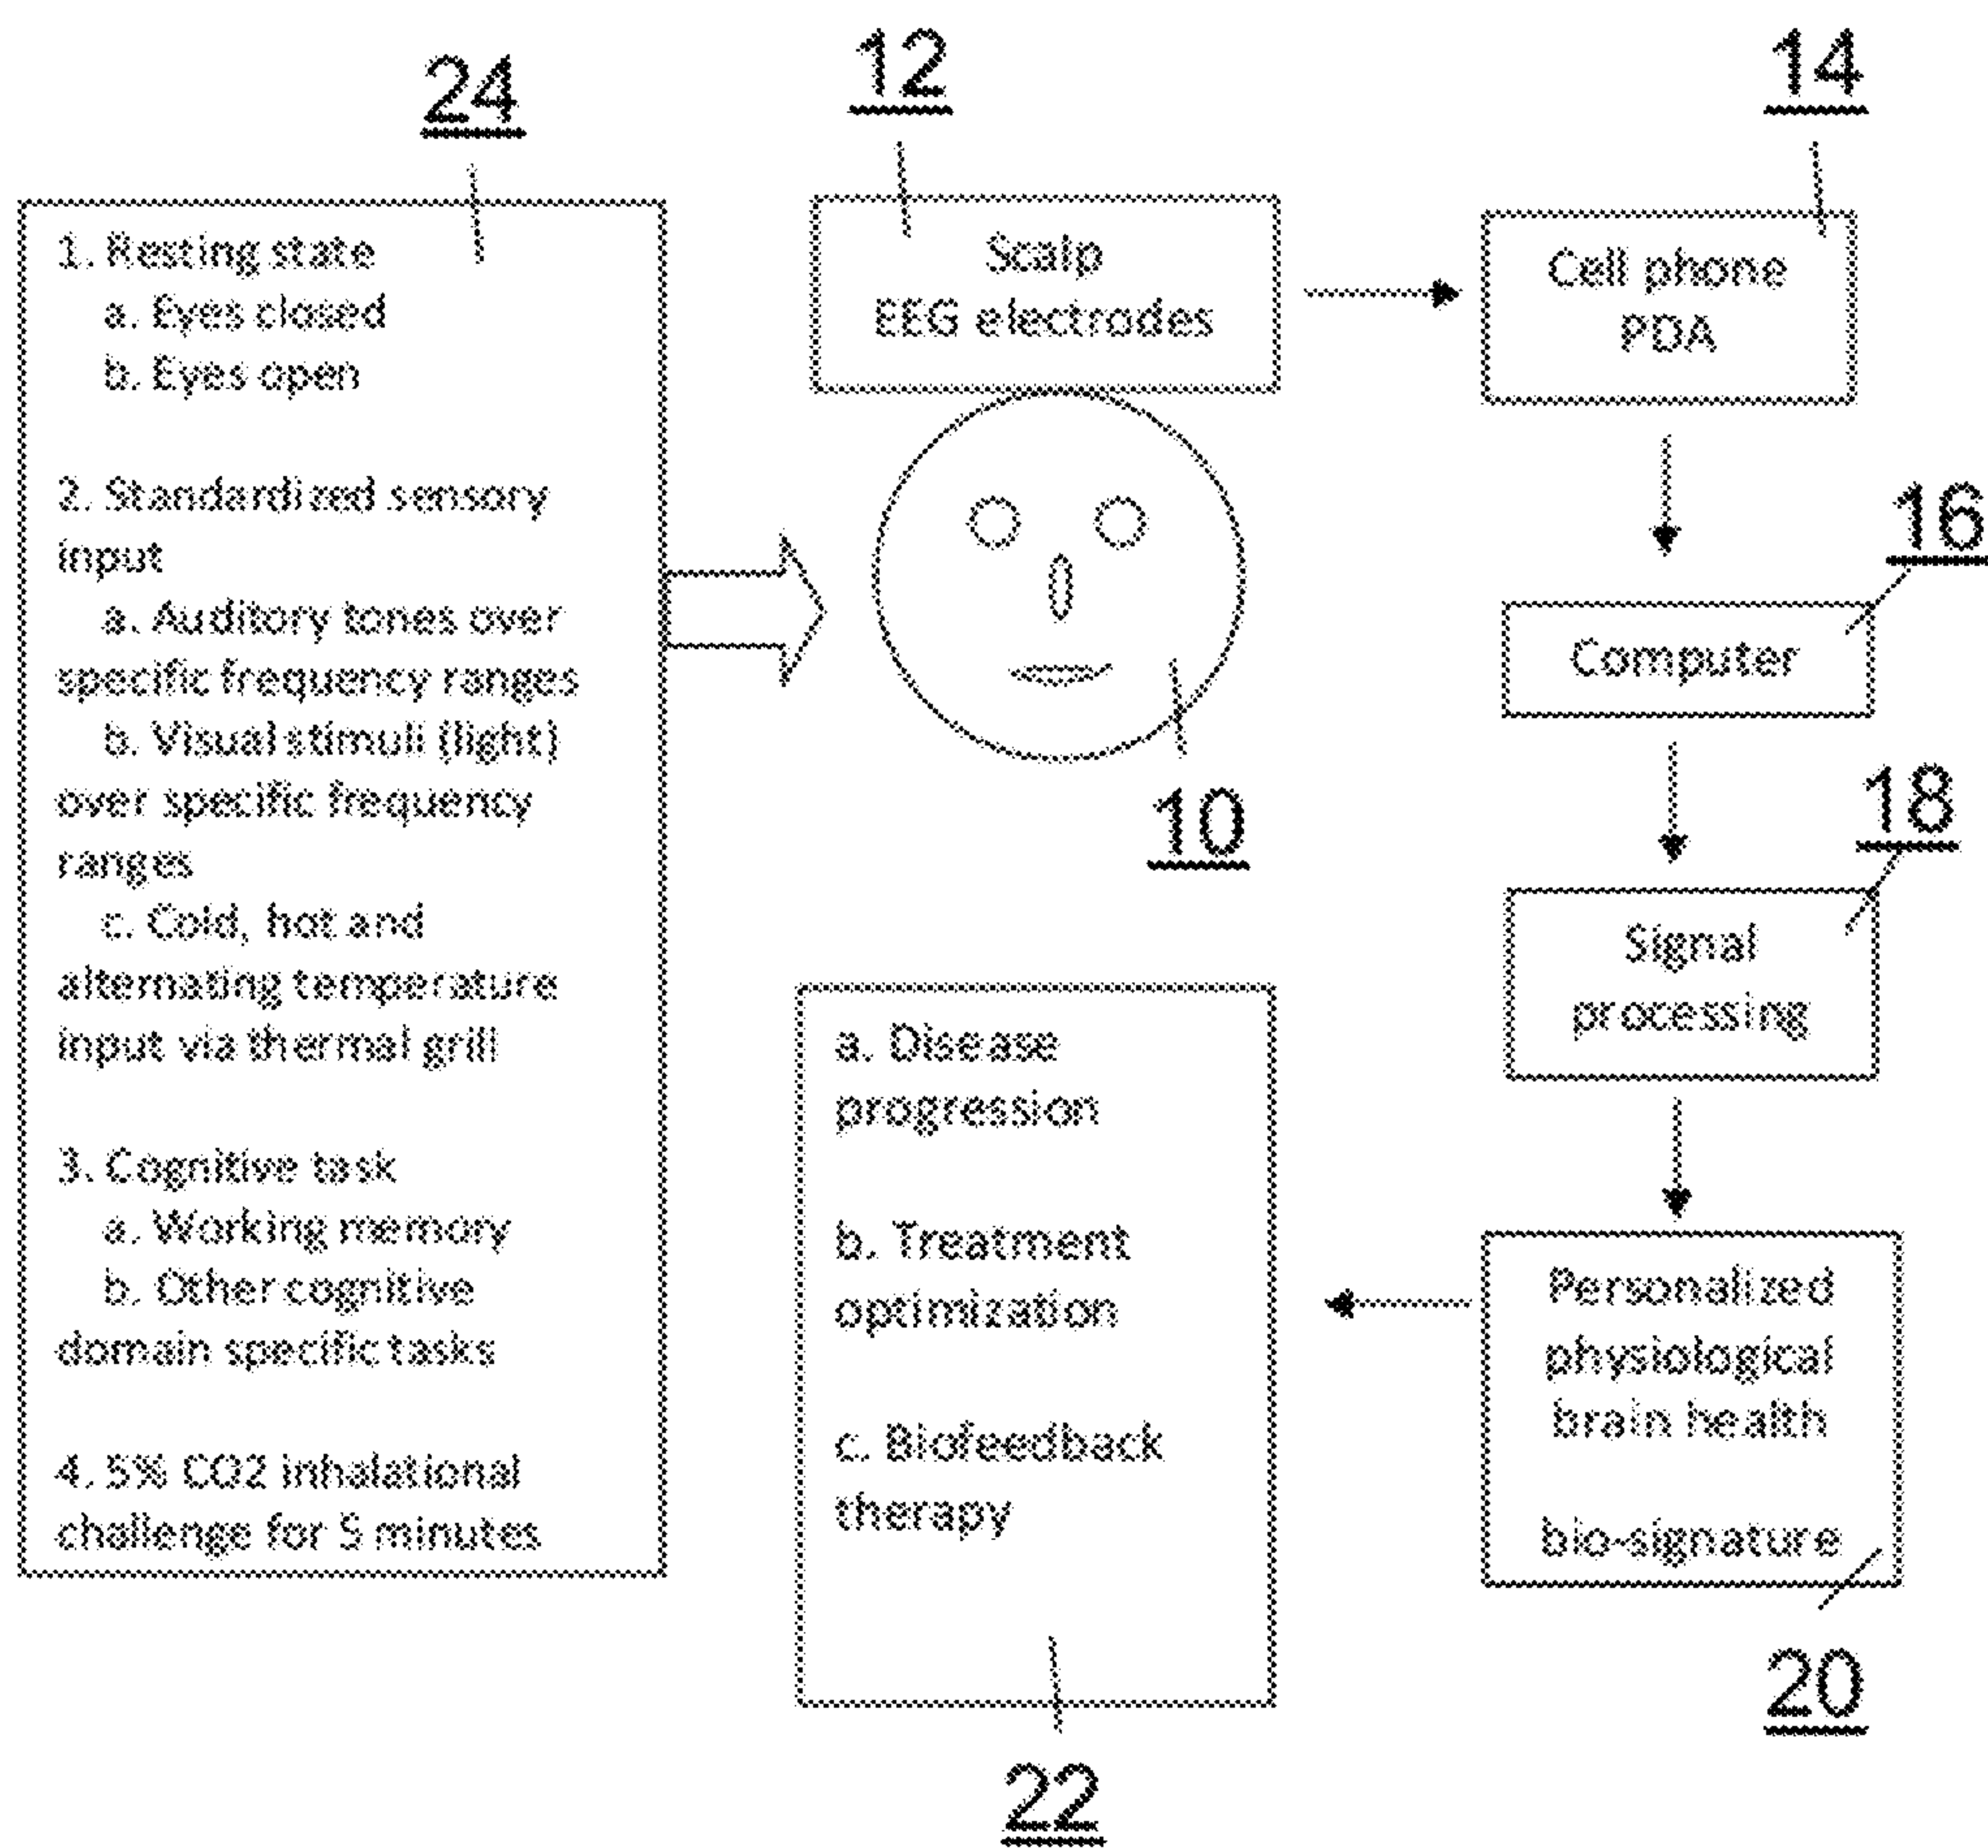 24
1. Resting state
a. Eyes closed
b. Eyes open
2. Standardized sensory
input
a. Auditory tones over
specific frequency ranges
b. Visual stimuli (light)
over specific frequency
ranges
c. Cold, hot and
alternating temperature
input via thermal grill
3. Cognitive task
a. Working memory
b. Other cognitive
domain specific tasks
4. 5% CO2 inhalational
challenge for 5 minutes
12
Scalp
EEG electrodes
10
14
Cell phone
PDA
16
Computer
18
Signal
processing
Personalized
physiological
brain health
bio-signature
20
a. Disease
progression
b. Treatment
optimization
c. Biofeedback
therapy
22